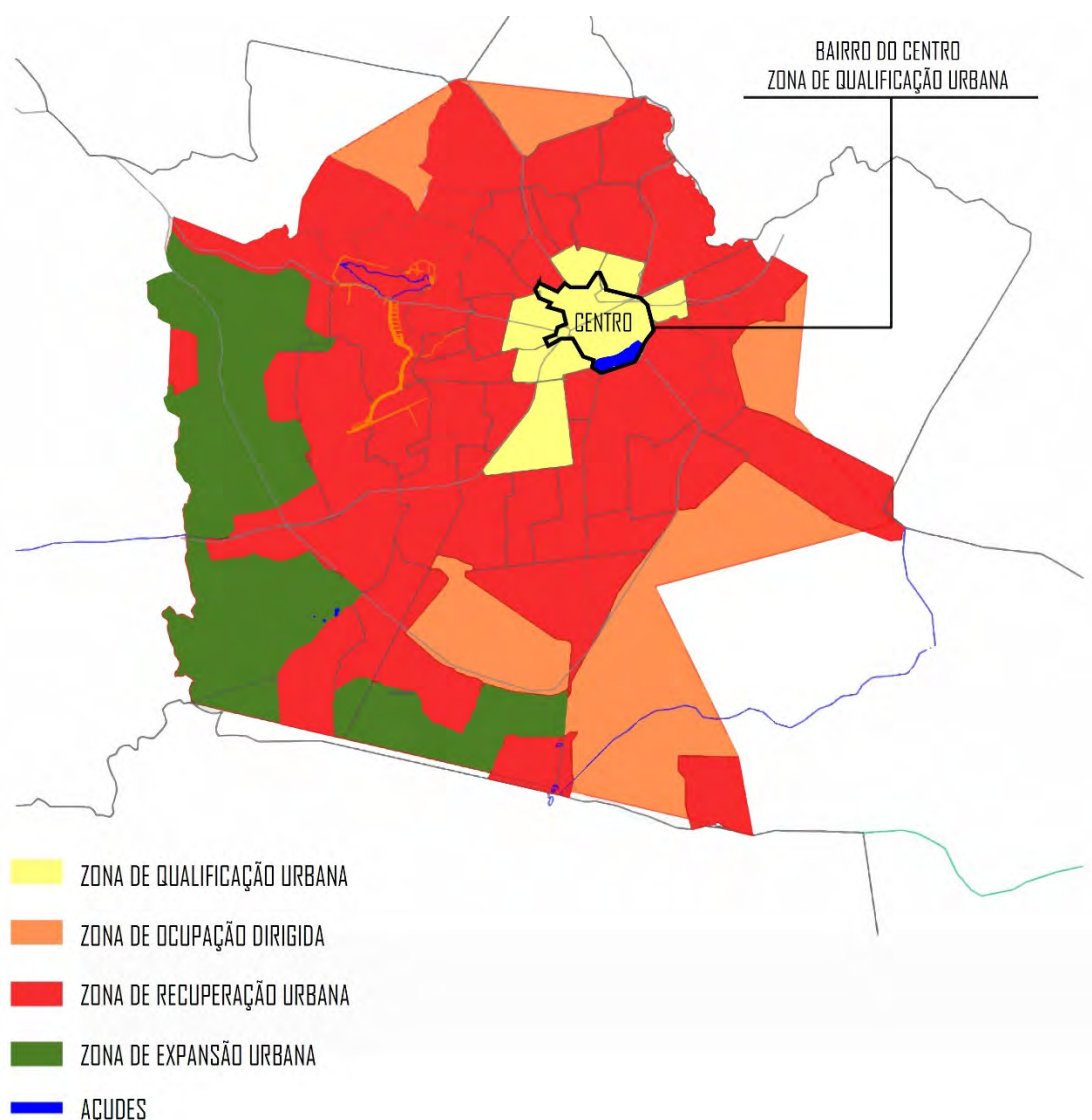 BAIRRO DO CENTRO
ZONA DE QUALIFICAÇÃO URBANA
CENTRO
ZONA DE QUALIFICAÇÃO URBANA
ZONA DE OCUPAÇÃO DIRIGIDA
ZONA DE RECUPERAÇÃO URBANA
ZONA DE EXPANSÃO URBANA
AÇUDES